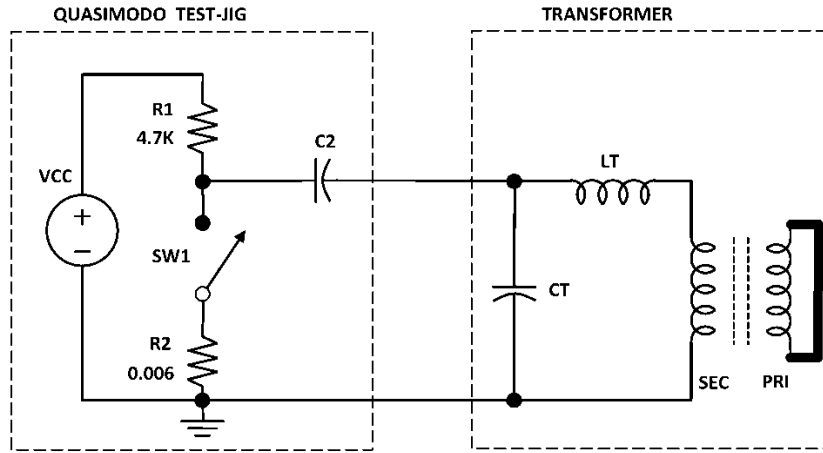 QUASIMODO TEST-JIG
TRANSFORMER
R1
4.7K
C2
LT
VCC
+
−
SW1
CT
R2
0.006
SEC
PRI